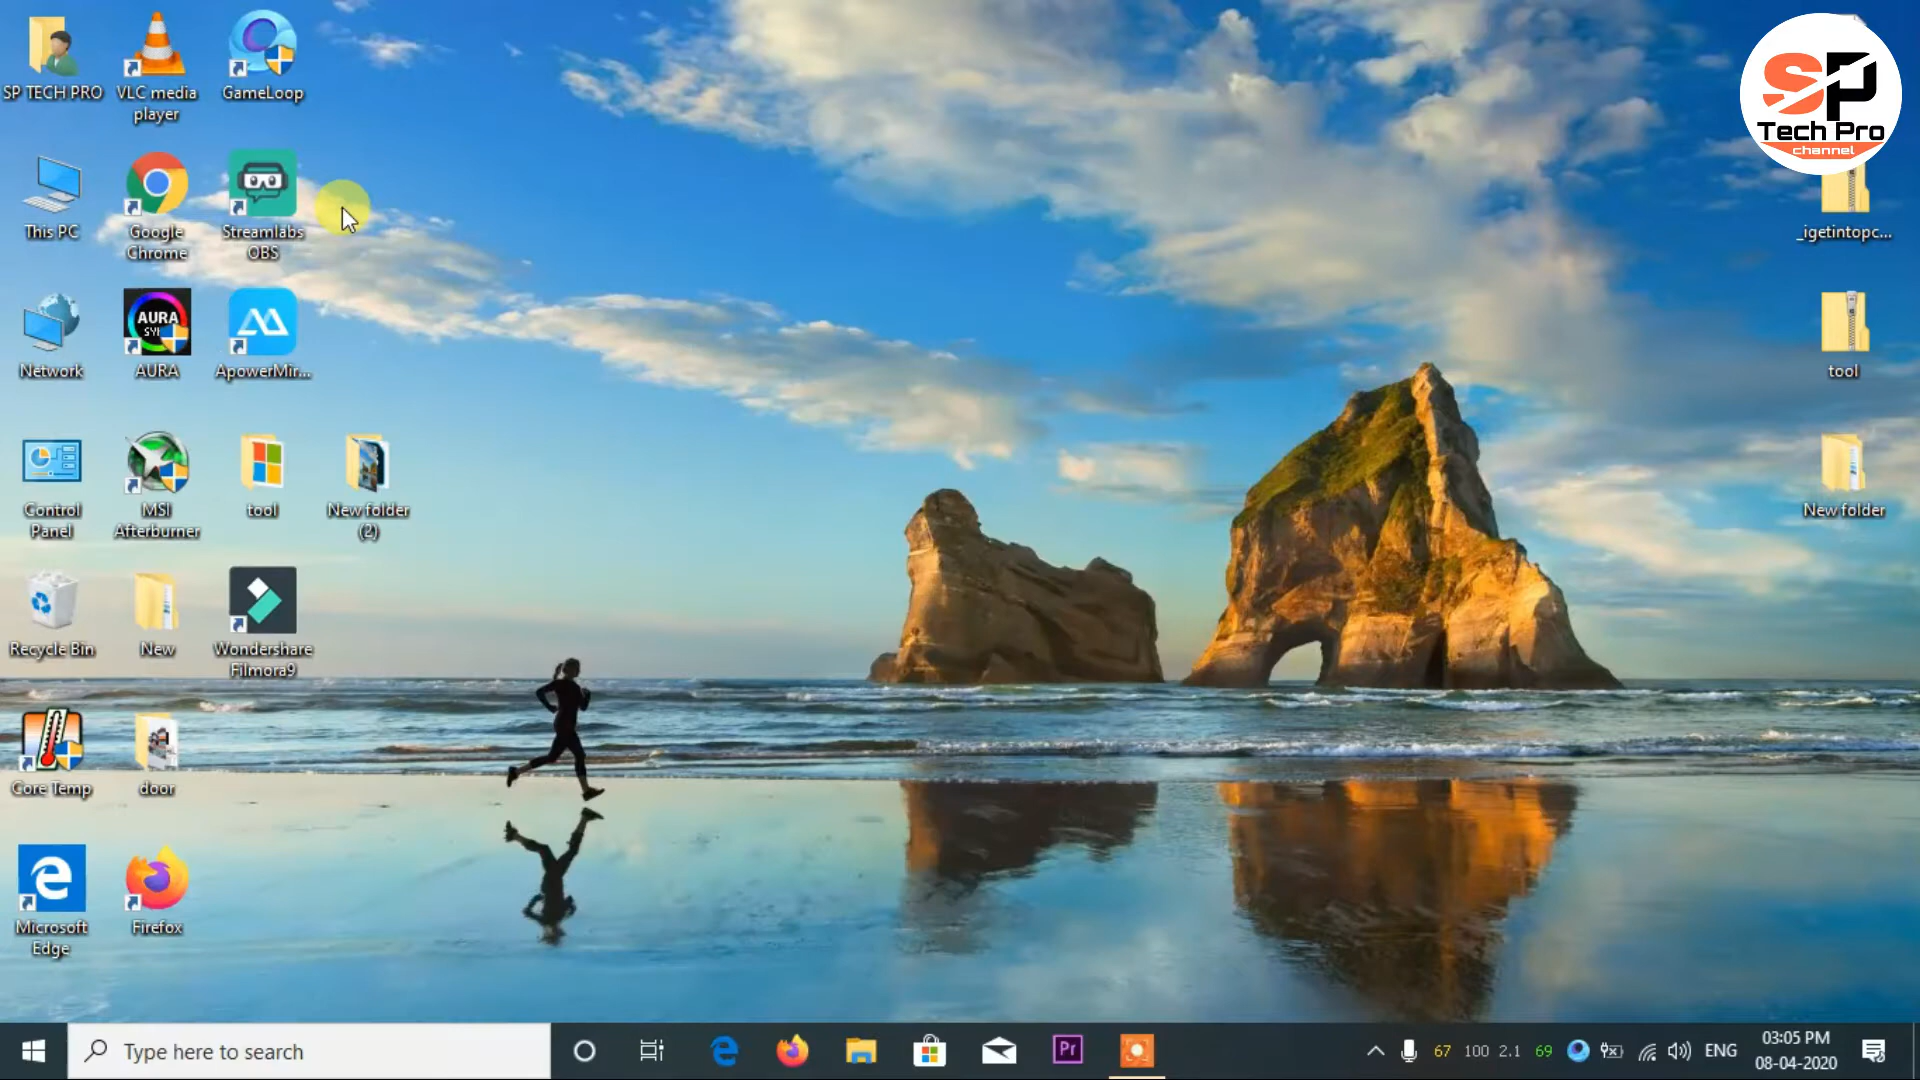 SP TECH PRO
VLC media
player
GameLoop
SP
Tech Pro
channel
This PC
Google
Chrome
Streamlabs
OBS
_igetintopc...
Network
AURA
SYNC
AURA
ApowerMir...
tool
Control
Panel
MSI
Afterburner
tool
New folder
(2)
New folder
Recycle Bin
New
Wondershare
Filmora9
Core Temp
door
Microsoft
Edge
Firefox
Type here to search
Pr
67 100 2.1 69
ENG
03:05 PM
08-04-2020